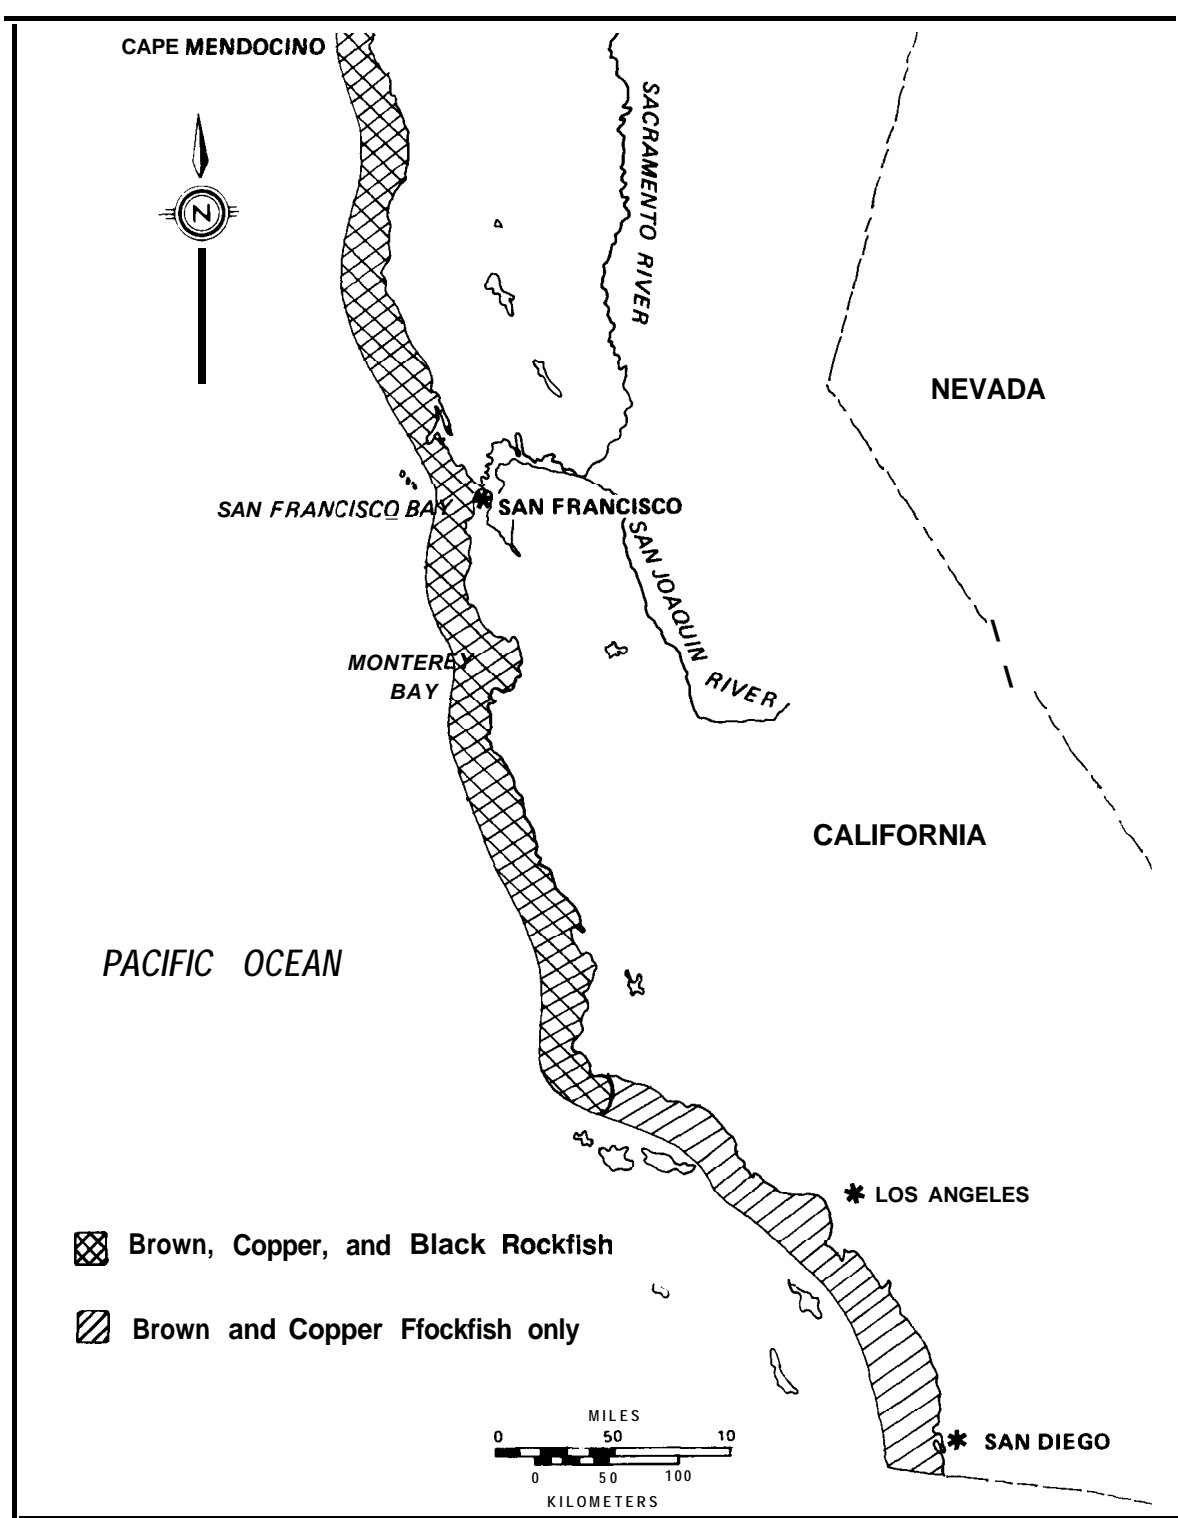 CAPE MENDOCINO
SACRAMENTO RIVER
N
NEVADA
SAN FRANCISCO BAY
SAN FRANCISCO
SAN JOAQUIN RIVER
MONTEREY
BAY
CALIFORNIA
PACIFIC OCEAN
LOS ANGELES
Brown, Copper, and Black Rockfish
Brown and Copper Ffockfish only
MILES
0 50 10
0 50 100
KILOMETERS
SAN DIEGO